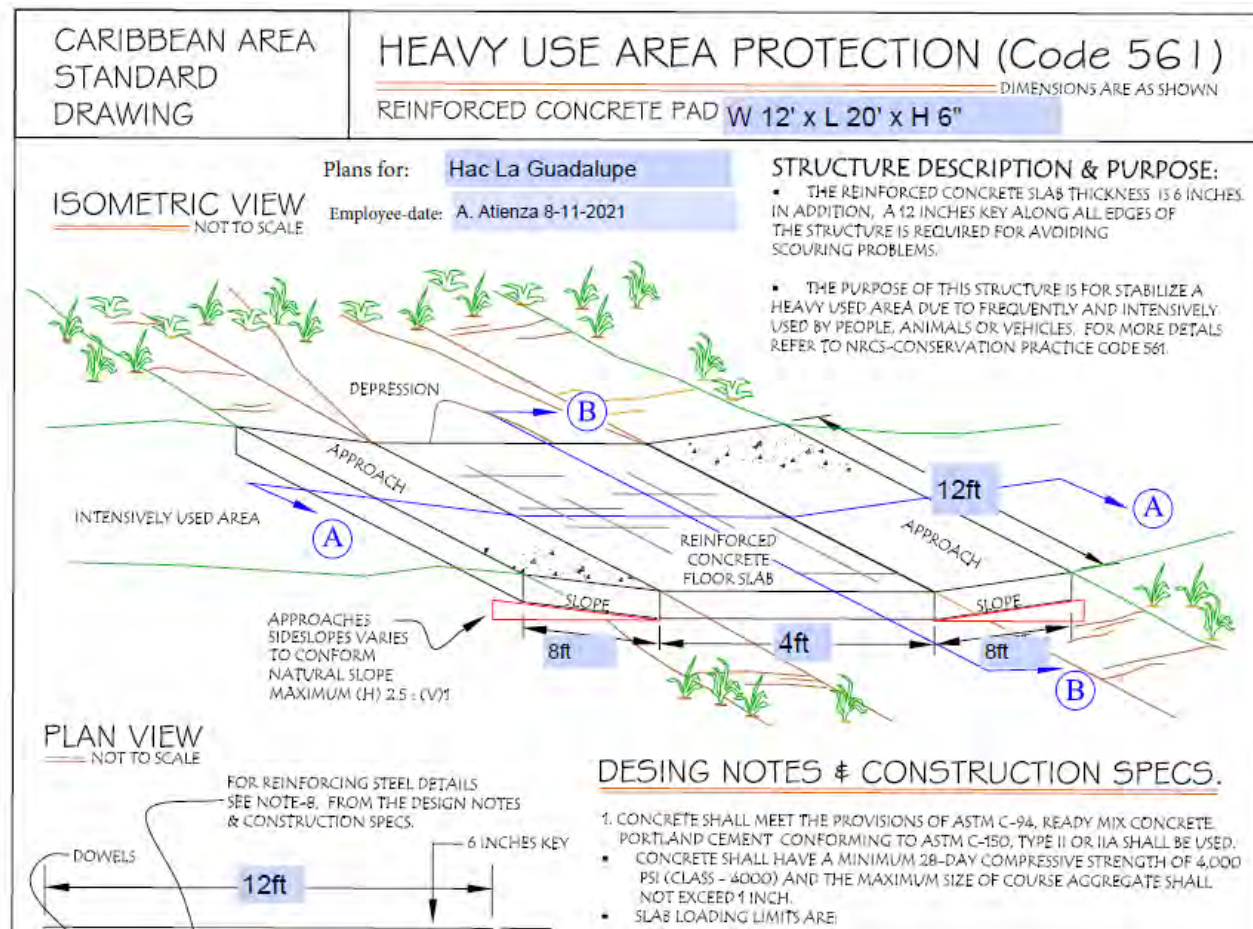 CARIBBEAN AREA
STANDARD
DRAWING
HEAVY USE AREA PROTECTION (Code 561)
DIMENSIONS ARE AS SHOWN
REINFORCED CONCRETE PAD W 12' x L 20' x H 6"
Plans for: Hac La Guadalupe
Employee-date: A. Atienza 8-11-2021
ISOMETRIC VIEW
NOT TO SCALE
STRUCTURE DESCRIPTION & PURPOSE:
• THE REINFORCED CONCRETE SLAB THICKNESS IS 6 INCHES.
IN ADDITION, A 12 INCHES KEY ALONG ALL EDGES OF
THE STRUCTURE IS REQUIRED FOR AVOIDING
SCOURING PROBLEMS.
• THE PURPOSE OF THIS STRUCTURE IS FOR STABILIZE A
HEAVY USED AREA DUE TO FREQUENTLY AND INTENSIVELY
USED BY PEOPLE, ANIMALS OR VEHICLES. FOR MORE DETALS
REFER TO NRCS-CONSERVATION PRACTICE CODE 561.
DEPRESSION
B
APPROACH
12ft
A
INTENSIVELY USED AREA
A
REINFORCED
CONCRETE
FLOOR SLAB
APPROACH
SLOPE
SLOPE
APPROACHES
SIDESLOPES VARIES
TO CONFORM
NATURAL SLOPE
MAXIMUM (H) 2.5 : (V)1
8ft
4ft
8ft
B
PLAN VIEW
NOT TO SCALE
FOR REINFORCING STEEL DETAILS
SEE NOTE-8, FROM THE DESIGN NOTES
& CONSTRUCTION SPECS.
DOWELS
6 INCHES KEY
12ft
DESING NOTES & CONSTRUCTION SPECS.
1. CONCRETE SHALL MEET THE PROVISIONS OF ASTM C-94, READY MIX CONCRETE.
PORTLAND CEMENT CONFORMING TO ASTM C-150, TYPE II OR IIA SHALL BE USED.
• CONCRETE SHALL HAVE A MINIMUM 28-DAY COMPRESSIVE STRENGTH OF 4,000
PSI (CLASS - 4000) AND THE MAXIMUM SIZE OF COURSE AGGREGATE SHALL
NOT EXCEED 1 INCH.
• SLAB LOADING LIMITS ARE: